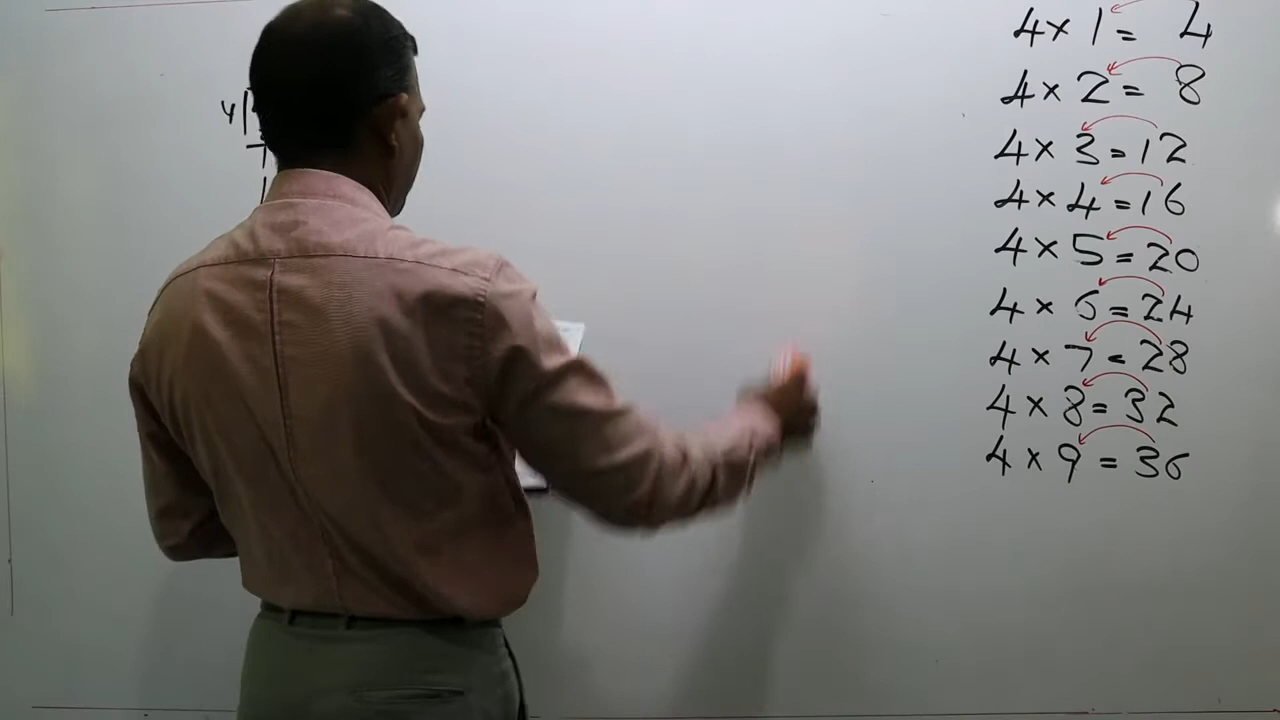 4 × 1 = 4
4 × 2 = 8
4 × 3 = 12
4 × 4 = 16
4 × 5 = 20
4 × 6 = 24
4 × 7 = 28
4 × 8 = 32
4 × 9 = 36
4